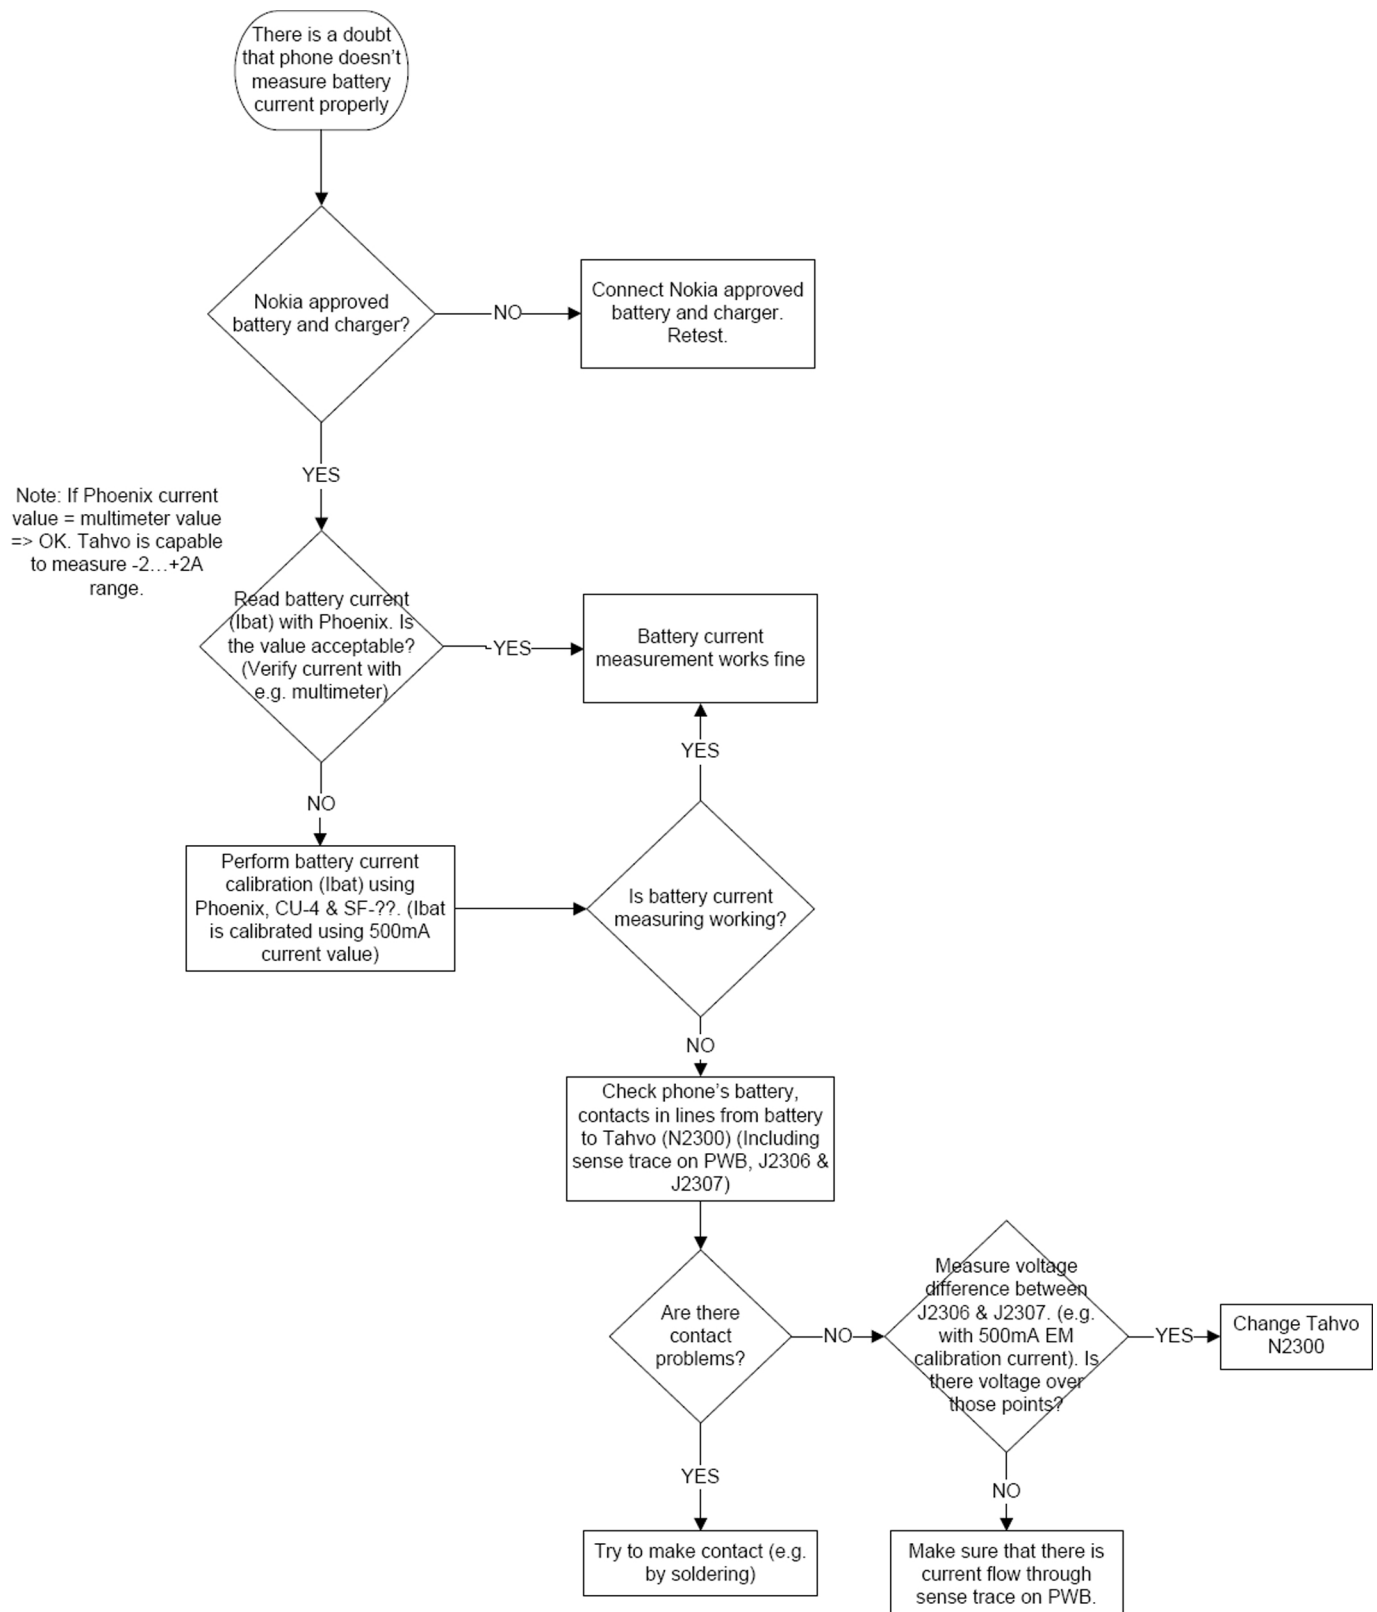 There is a doubt
that phone doesn't
measure battery
current properly
Nokia approved
battery and charger?
NO
Connect Nokia approved
battery and charger.
Retest.
YES
Note: If Phoenix current
value = multimeter value
=> OK. Tahvo is capable
to measure -2…+2A
range.
Read battery current
(Ibat) with Phoenix. Is
the value acceptable?
(Verify current with
e.g. multimeter)
YES
Battery current
measurement works fine
YES
NO
Perform battery current
calibration (Ibat) using
Phoenix, CU-4 & SF-??. (Ibat
is calibrated using 500mA
current value)
Is battery current
measuring working?
NO
Check phone's battery,
contacts in lines from battery
to Tahvo (N2300) (Including
sense trace on PWB, J2306 &
J2307)
Are there
contact
problems?
NO
Measure voltage
difference between
J2306 & J2307. (e.g.
with 500mA EM
calibration current). Is
there voltage over
those points?
YES
Change Tahvo
N2300
YES
NO
Try to make contact (e.g.
by soldering)
Make sure that there is
current flow through
sense trace on PWB.